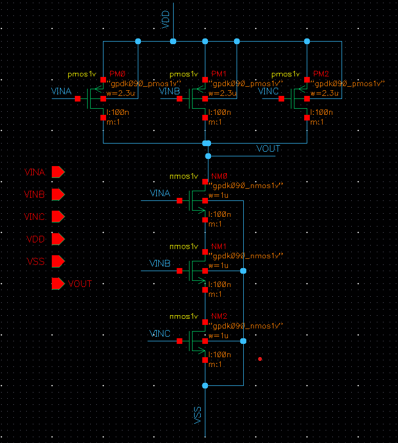 VDD
pmos1v PM0
"gpdk090_pmos1v"
VINA
w=2.3u
l:100n
m:1
pmos1v PM1
"gpdk090_pmos1v"
VINB
w=2.3u
l:100n
m:1
pmos1v PM2
"gpdk090_pmos1v"
VINC
w=2.3u
l:100n
m:1
VOUT
VINA
VINB
VINC
VDD
VSS
VOUT
nmos1v NM0
"gpdk090_nmos1v"
VINA
w=1u
l:100n
m:1
nmos1v NM1
"gpdk090_nmos1v"
VINB
w=1u
l:100n
m:1
nmos1v NM2
"gpdk090_nmos1v"
VINC
w=1u
l:100n
m:1
VSS